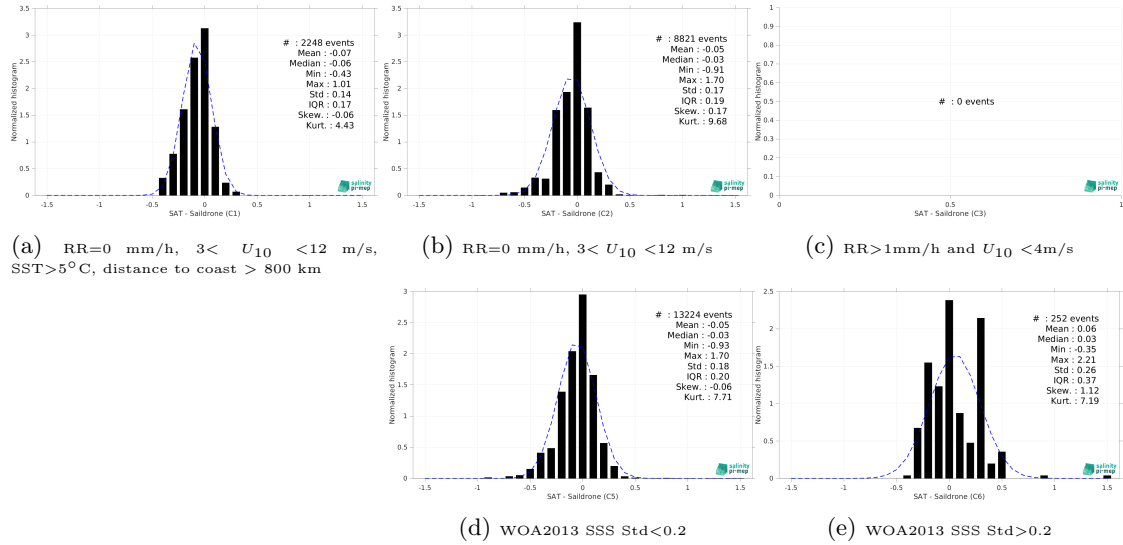 3.5
3
2.5
2
1.5
1
0.5
0
Normalized histogram
# : 2248 events
Mean : -0.07
Median : -0.06
Min : -0.43
Max : 1.01
Std : 0.14
IQR : 0.17
Skew. : -0.06
Kurt. : 4.43
salinity
pi-mep
-1.5 -1 -0.5 0 0.5 1 1.5
SAT - Saildrone (C1)
(a) RR=0 mm/h, 3< U10 <12 m/s,
SST>5°C, distance to coast > 800 km
3.5
3
2.5
2
1.5
1
0.5
0
Normalized histogram
# : 8821 events
Mean : -0.05
Median : -0.03
Min : -0.91
Max : 1.70
Std : 0.17
IQR : 0.19
Skew. : 0.17
Kurt. : 9.68
salinity
pi-mep
-1.5 -1 -0.5 0 0.5 1 1.5
SAT - Saildrone (C2)
(b) RR=0 mm/h, 3< U10 <12 m/s
1
0.9
0.8
0.7
0.6
0.5
0.4
0.3
0.2
0.1
0
Normalized histogram
# : 0 events
salinity
pi-mep
0 0.5 1
SAT - Saildrone (C3)
(c) RR>1mm/h and U10 <4m/s
3
2.5
2
1.5
1
0.5
0
Normalized histogram
# : 13224 events
Mean : -0.05
Median : -0.03
Min : -0.93
Max : 1.70
Std : 0.18
IQR : 0.20
Skew. : -0.06
Kurt. : 7.71
salinity
pi-mep
-1.5 -1 -0.5 0 0.5 1 1.5
SAT - Saildrone (C5)
(d) WOA2013 SSS Std<0.2
2.5
2
1.5
1
0.5
0
Normalized histogram
# : 252 events
Mean : 0.06
Median : 0.03
Min : -0.35
Max : 2.21
Std : 0.26
IQR : 0.37
Skew. : 1.12
Kurt. : 7.19
salinity
pi-mep
-1.5 -1 -0.5 0 0.5 1 1.5
SAT - Saildrone (C6)
(e) WOA2013 SSS Std>0.2